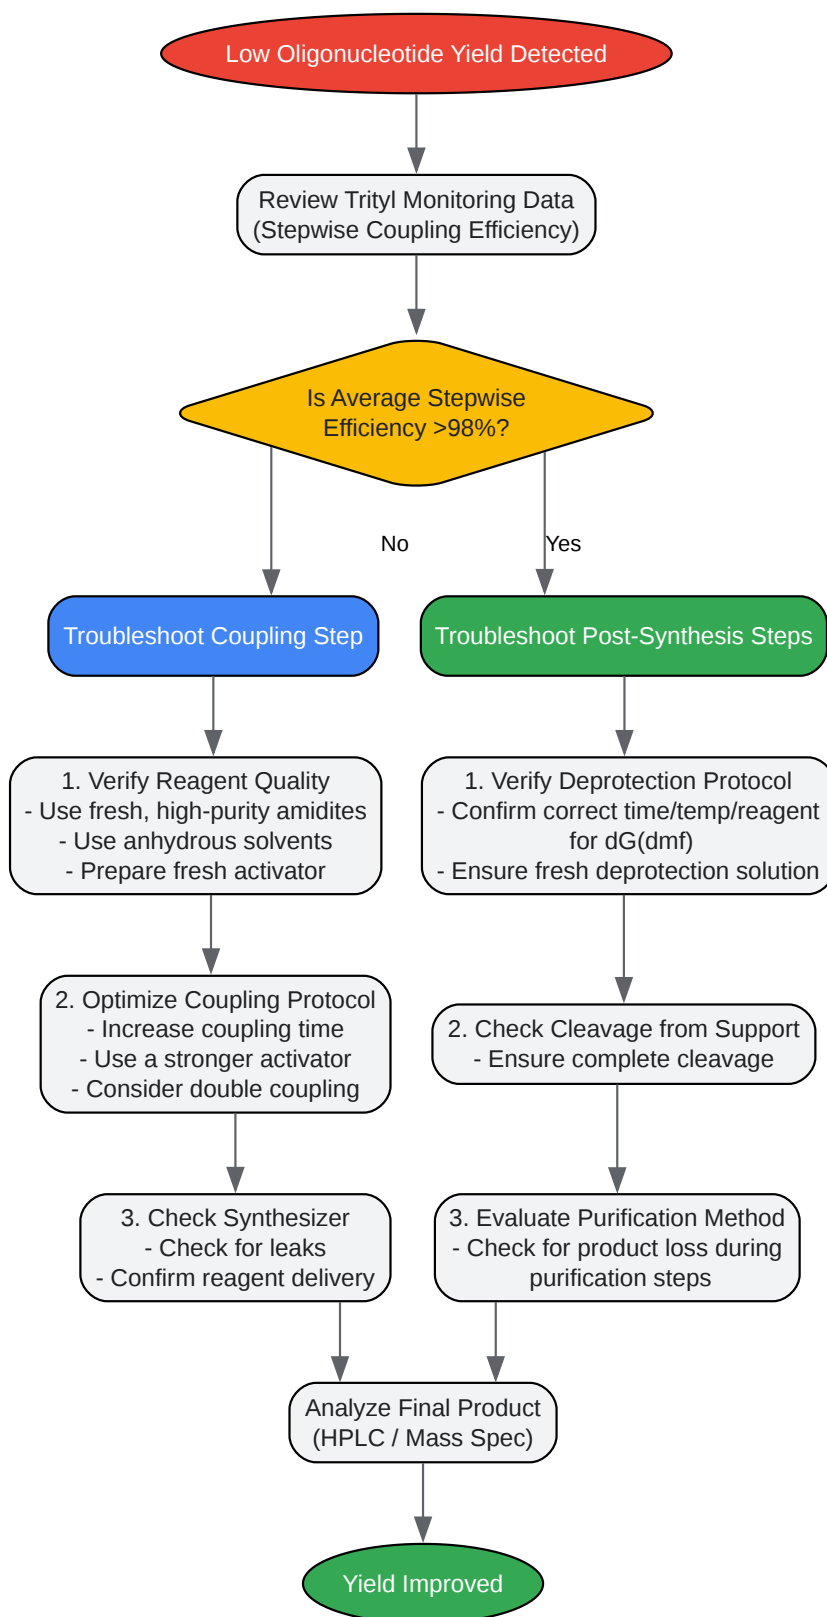 Low Oligonucleotide Yield Detected
Review Trityl Monitoring Data
(Stepwise Coupling Efficiency)
Is Average Stepwise
Efficiency >98%?
No
Yes
Troubleshoot Coupling Step
Troubleshoot Post-Synthesis Steps
1. Verify Reagent Quality
- Use fresh, high-purity amidites
- Use anhydrous solvents
- Prepare fresh activator
1. Verify Deprotection Protocol
- Confirm correct time/temp/reagent
for dG(dmf)
- Ensure fresh deprotection solution
2. Optimize Coupling Protocol
- Increase coupling time
- Use a stronger activator
- Consider double coupling
2. Check Cleavage from Support
- Ensure complete cleavage
3. Check Synthesizer
- Check for leaks
- Confirm reagent delivery
3. Evaluate Purification Method
- Check for product loss during
purification steps
Analyze Final Product
(HPLC / Mass Spec)
Yield Improved